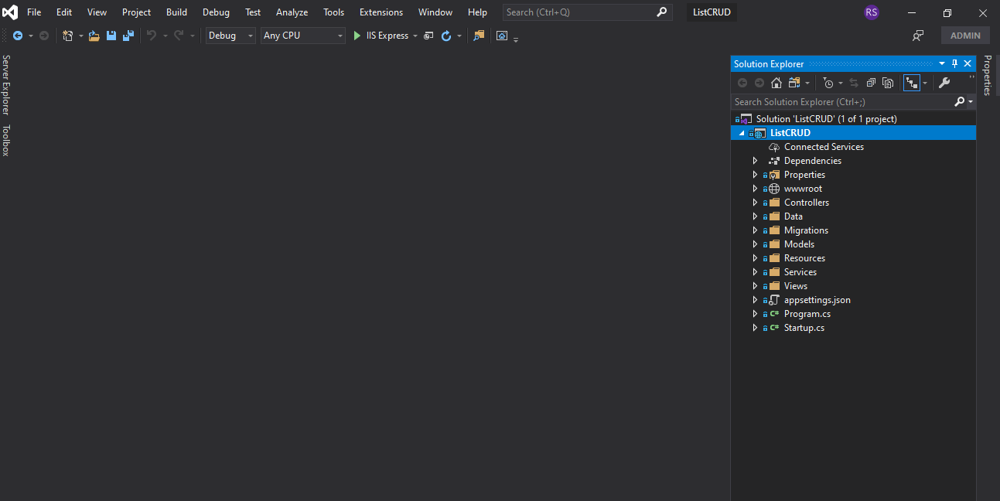 File Edit View Project Build Debug Test Analyze Tools Extensions Window Help Search (Ctrl+Q) ListCRUD RS
Debug Any CPU IIS Express ADMIN
Server Explorer
Toolbox
Solution Explorer
Search Solution Explorer (Ctrl+;)
Solution 'ListCRUD' (1 of 1 project)
ListCRUD
Connected Services
Dependencies
Properties
wwwroot
Controllers
Data
Migrations
Models
Resources
Services
Views
appsettings.json
C# Program.cs
C# Startup.cs
Properties